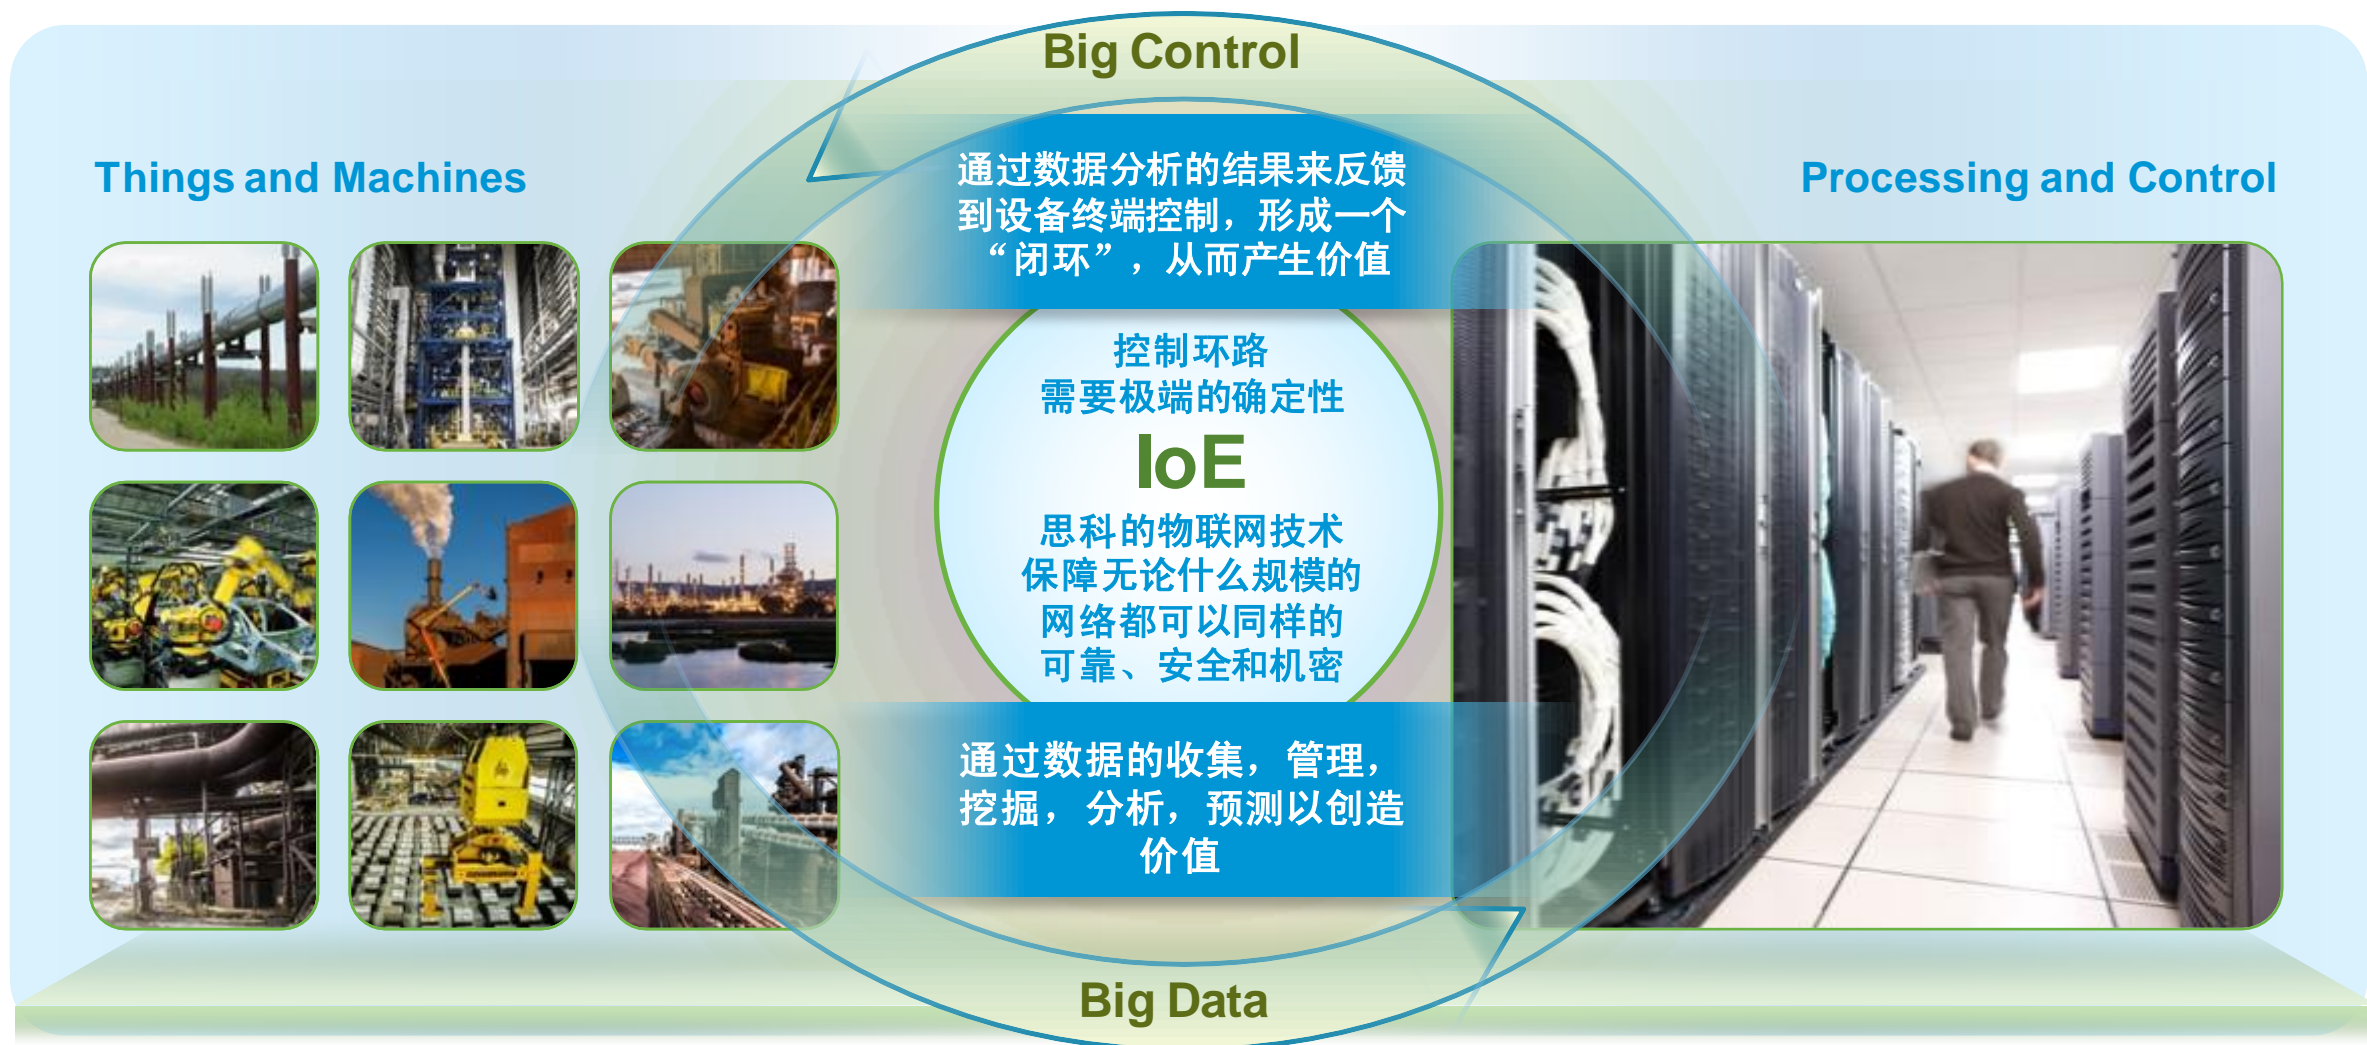 Big Control
Things and Machines
Processing and Control
通过数据分析的结果来反馈
到设备终端控制，形成一个
“闭环”，从而产生价值
控制环路
需要极端的确定性
IoE
思科的物联网技术
保障无论什么规模的
网络都可以同样的
可靠、安全和机密
通过数据的收集，管理，
挖掘，分析，预测以创造
价值
Big Data